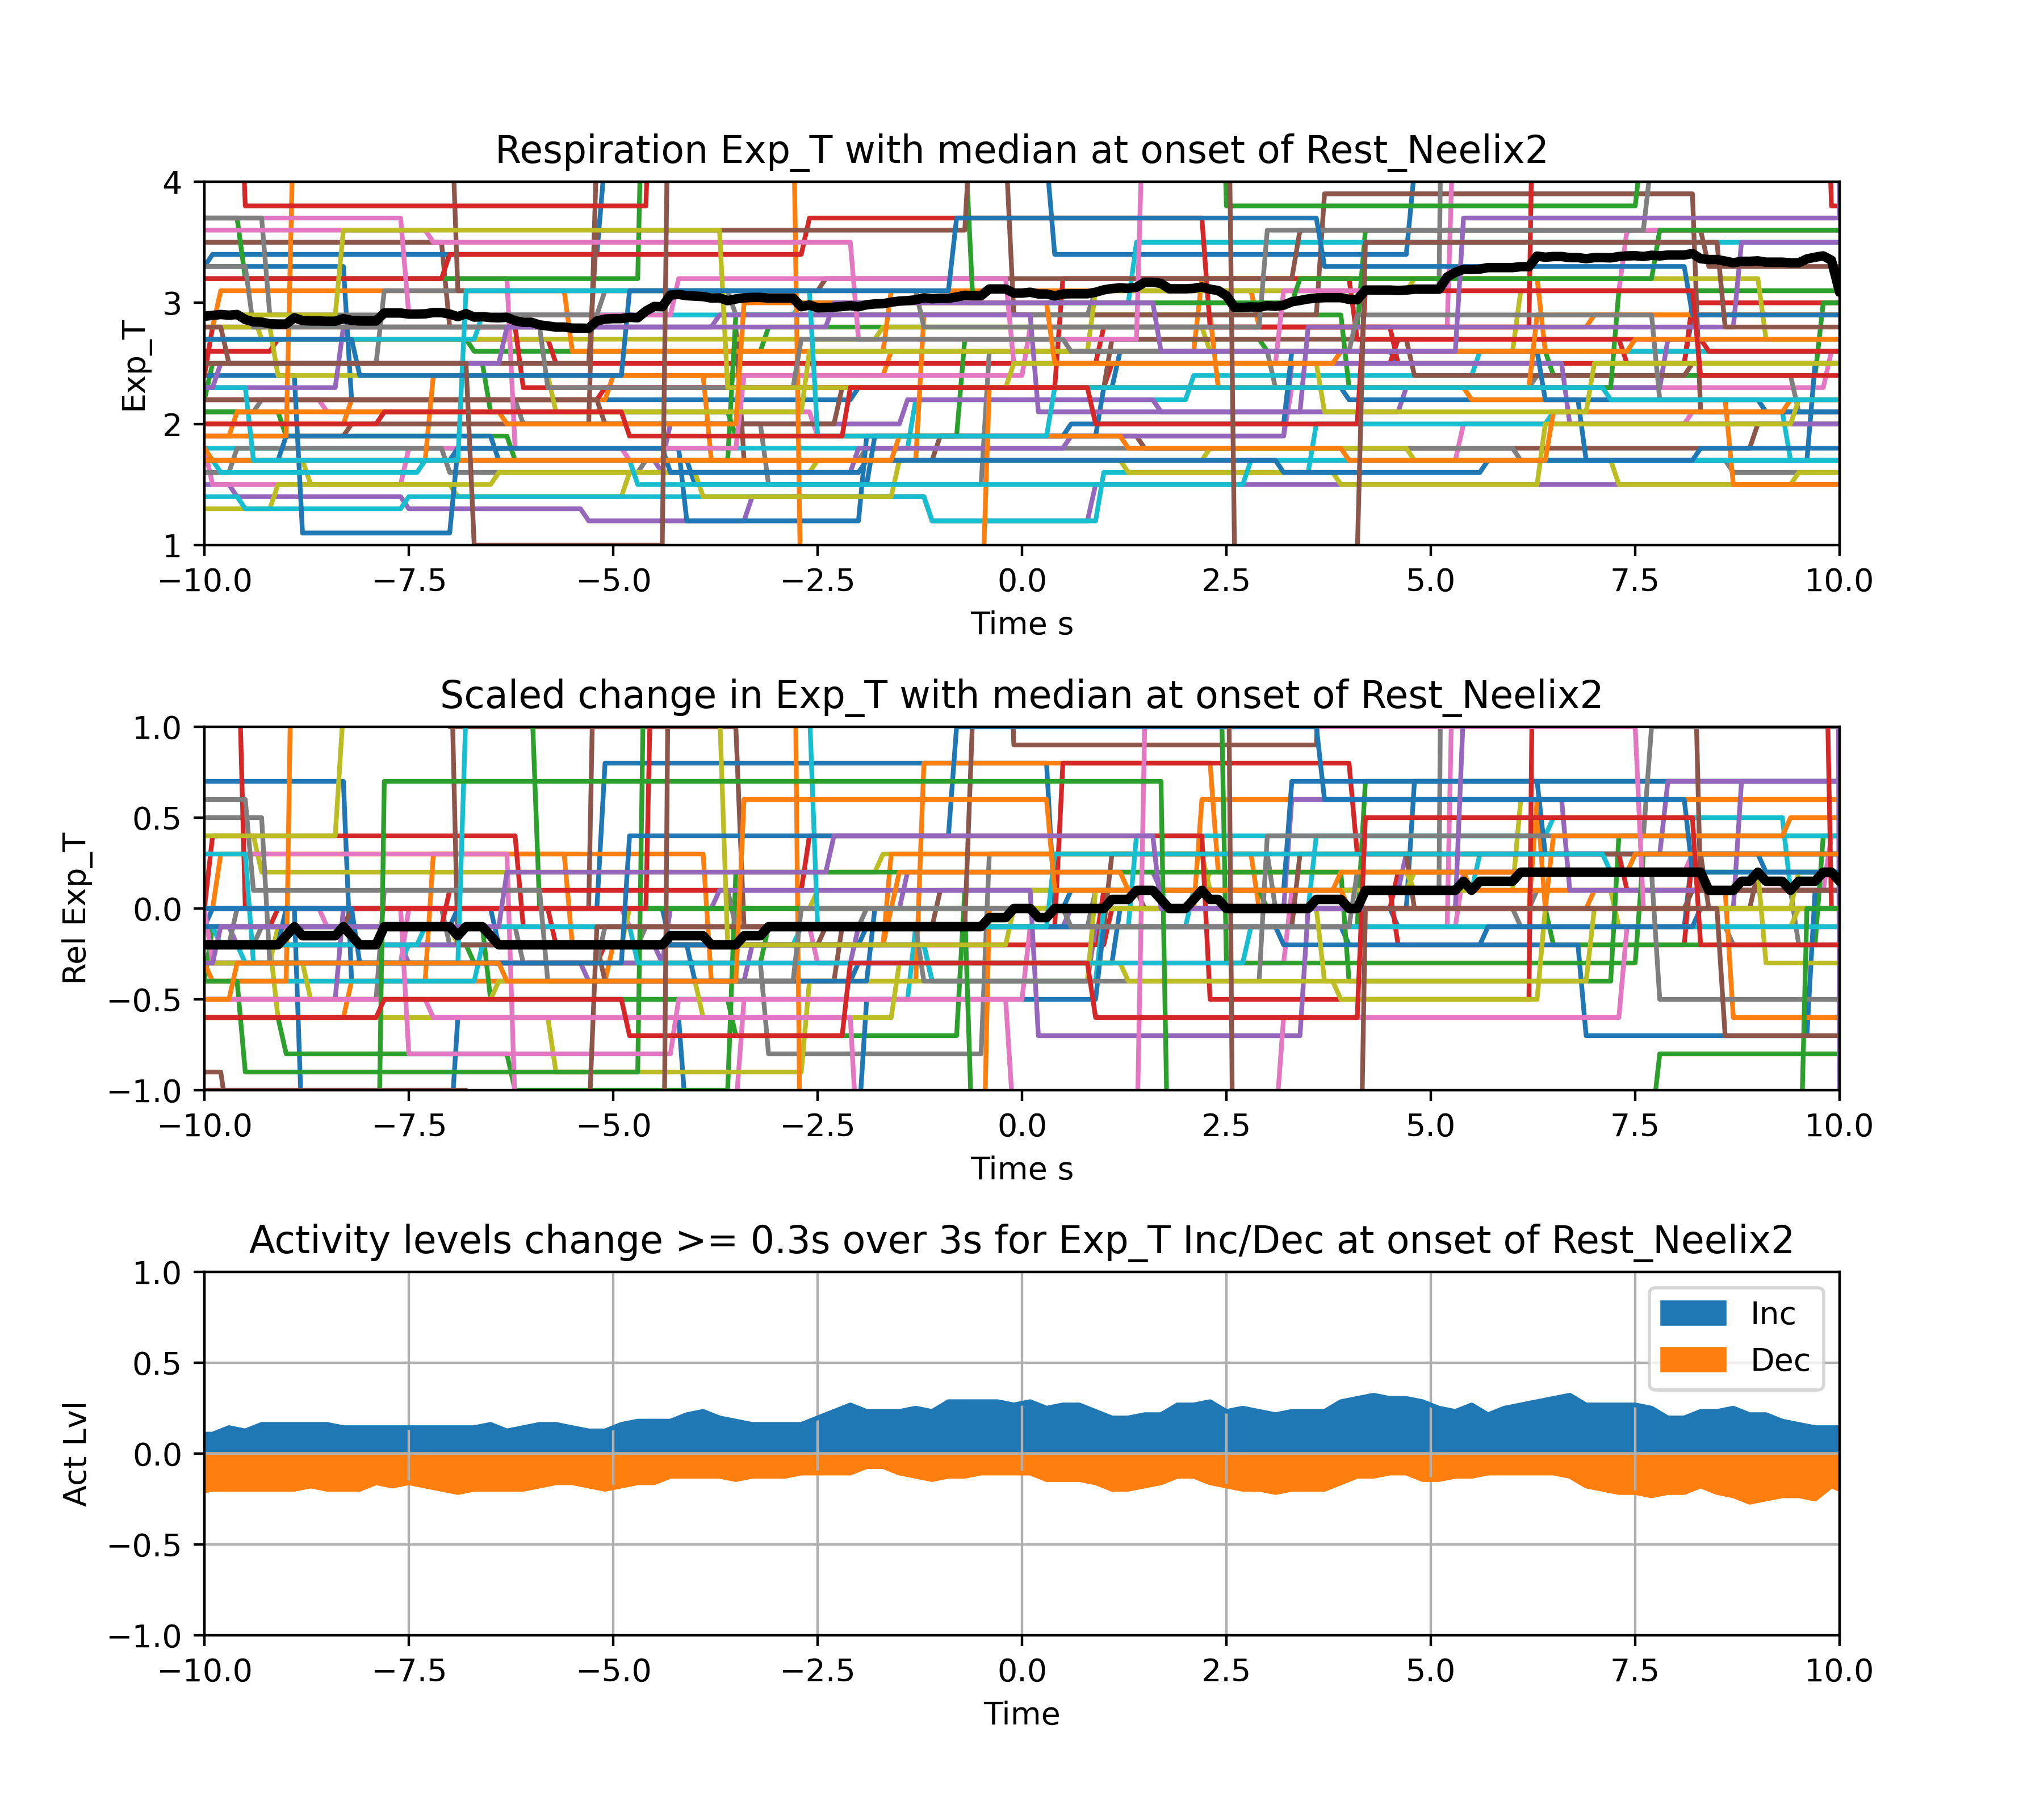 Respiration Exp_T with median at onset of Rest_Neelix2
4
3
2
1
Exp_T
−10.0 −7.5 −5.0 −2.5 0.0 2.5 5.0 7.5 10.0
Time s
Scaled change in Exp_T with median at onset of Rest_Neelix2
1.0
0.5
0.0
−0.5
−1.0
Rel Exp_T
−10.0 −7.5 −5.0 −2.5 0.0 2.5 5.0 7.5 10.0
Time s
Activity levels change >= 0.3s over 3s for Exp_T Inc/Dec at onset of Rest_Neelix2
1.0
0.5
0.0
−0.5
−1.0
Act Lvl
Inc
Dec
−10.0 −7.5 −5.0 −2.5 0.0 2.5 5.0 7.5 10.0
Time